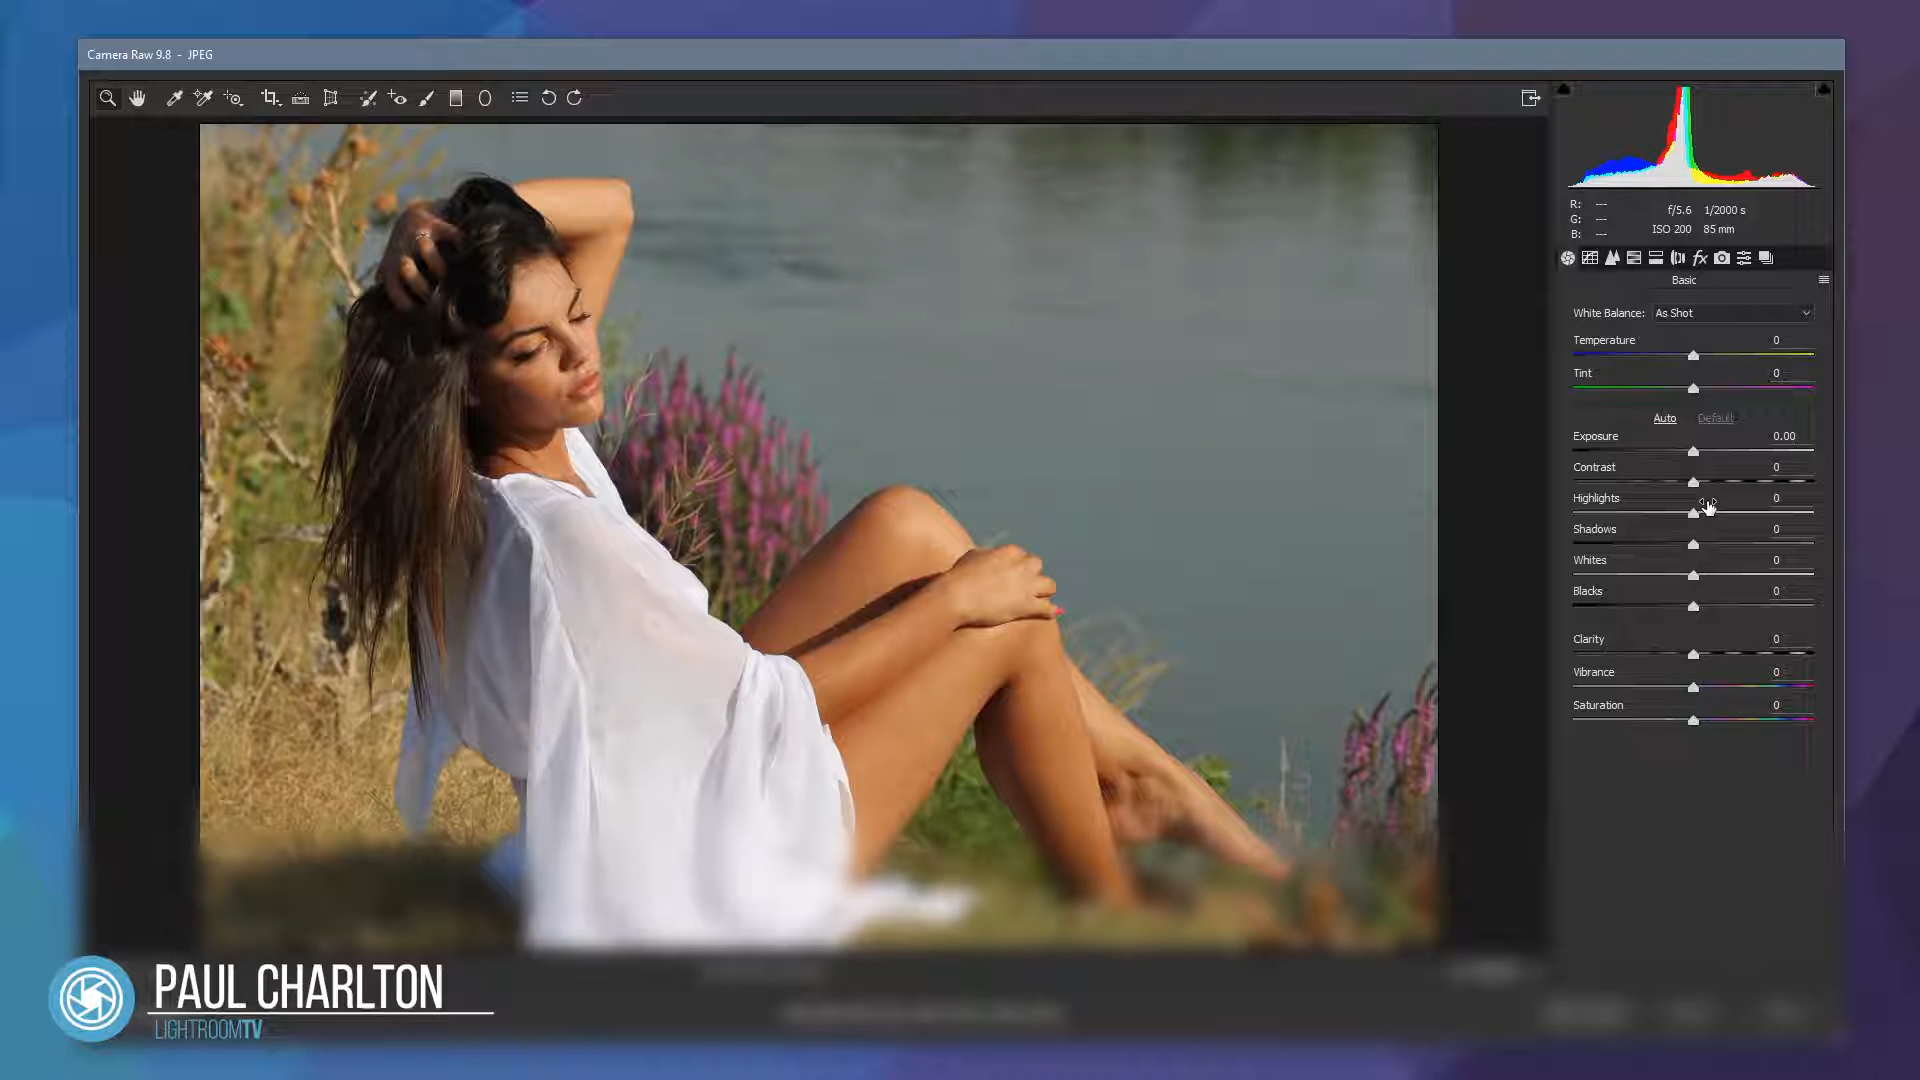 Camera Raw 9.8 - JPEG
R: ---
G: ---
B: ---
f/5.6 1/2000 s
ISO 200 85 mm
fx
Basic
White Balance: As Shot
Temperature 0
Tint 0
Auto Default
Exposure 0.00
Contrast 0
Highlights 0
Shadows 0
Whites 0
Blacks 0
Clarity 0
Vibrance 0
Saturation 0
PAUL CHARLTON
LIGHTROOMTV